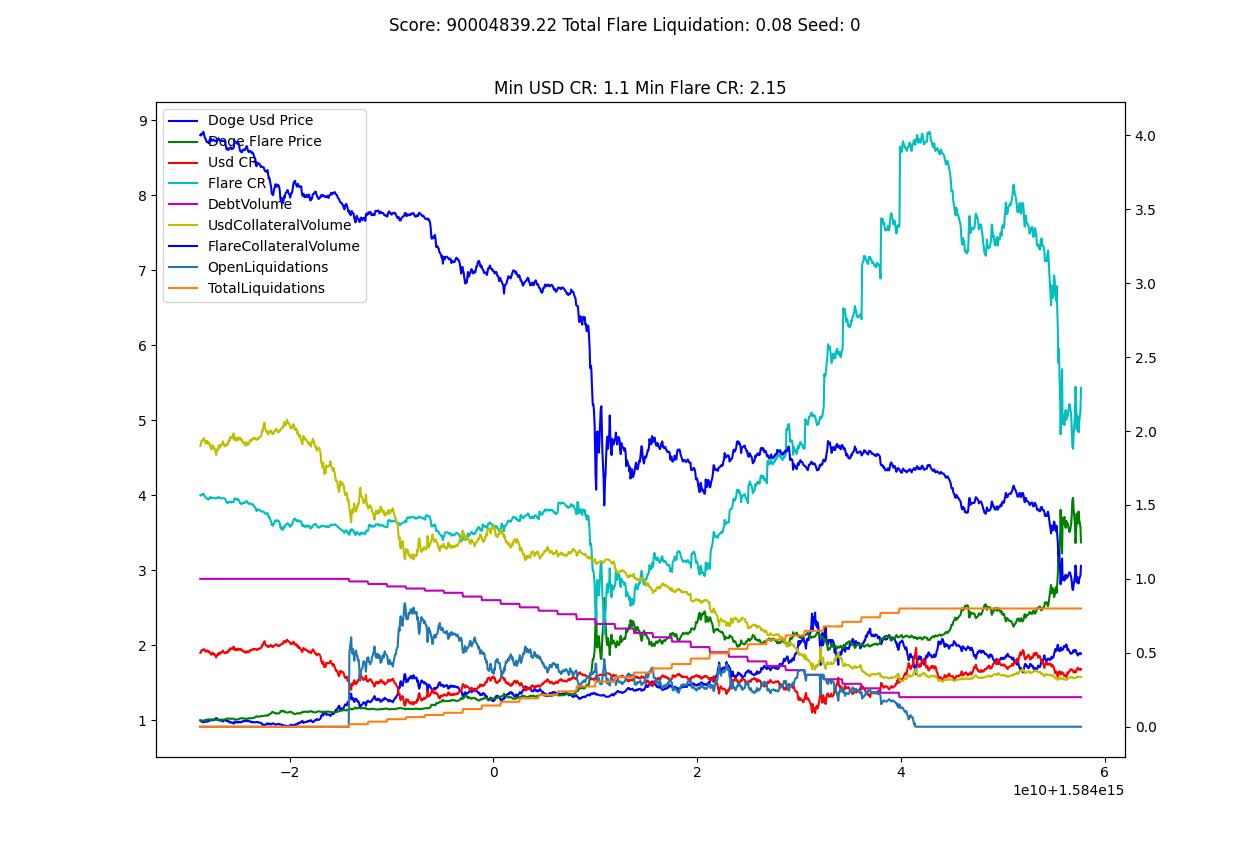 Score: 90004839.22 Total Flare Liquidation: 0.08 Seed: 0
Min USD CR: 1.1 Min Flare CR: 2.15
Doge Usd Price
Doge Flare Price
Usd CR
Flare CR
DebtVolume
UsdCollateralVolume
FlareCollateralVolume
OpenLiquidations
TotalLiquidations
9
8
7
6
5
4
3
2
1
4.0
3.5
3.0
2.5
2.0
1.5
1.0
0.5
0.0
−2
0
2
4
6
1e10+1.584e15